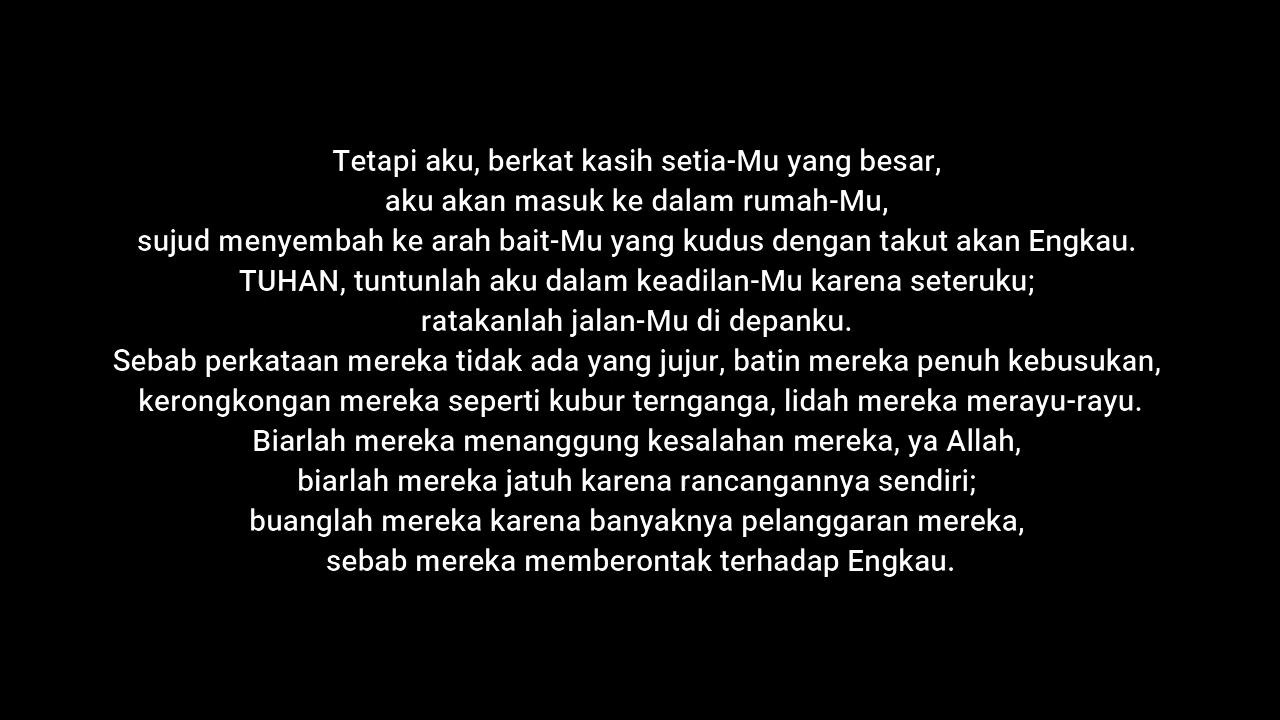 Tetapi aku, berkat kasih setia-Mu yang besar,
aku akan masuk ke dalam rumah-Mu,
sujud menyembah ke arah bait-Mu yang kudus dengan takut akan Engkau.
TUHAN, tuntunlah aku dalam keadilan-Mu karena seteruku;
ratakanlah jalan-Mu di depanku.
Sebab perkataan mereka tidak ada yang jujur, batin mereka penuh kebusukan,
kerongkongan mereka seperti kubur ternganga, lidah mereka merayu-rayu.
Biarlah mereka menanggung kesalahan mereka, ya Allah,
biarlah mereka jatuh karena rancangannya sendiri;
buanglah mereka karena banyaknya pelanggaran mereka,
sebab mereka memberontak terhadap Engkau.